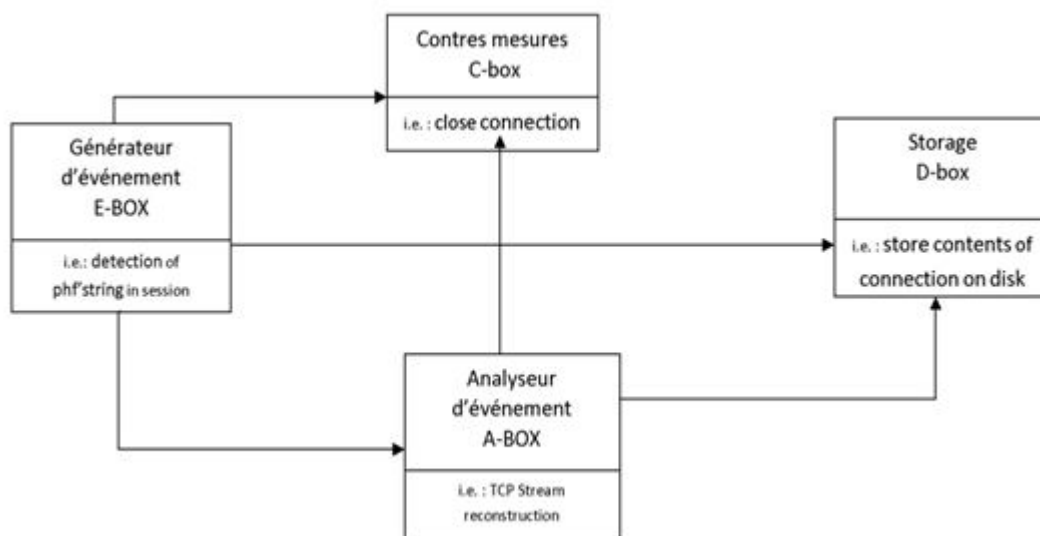 Contres mesures
C-box
i.e. : close connection
Générateur
d'événement
E-BOX
i.e.: detection of
phf'string in session
Storage
D-box
i.e. : store contents of
connection on disk
Analyseur
d'événement
A-BOX
i.e. : TCP Stream
reconstruction